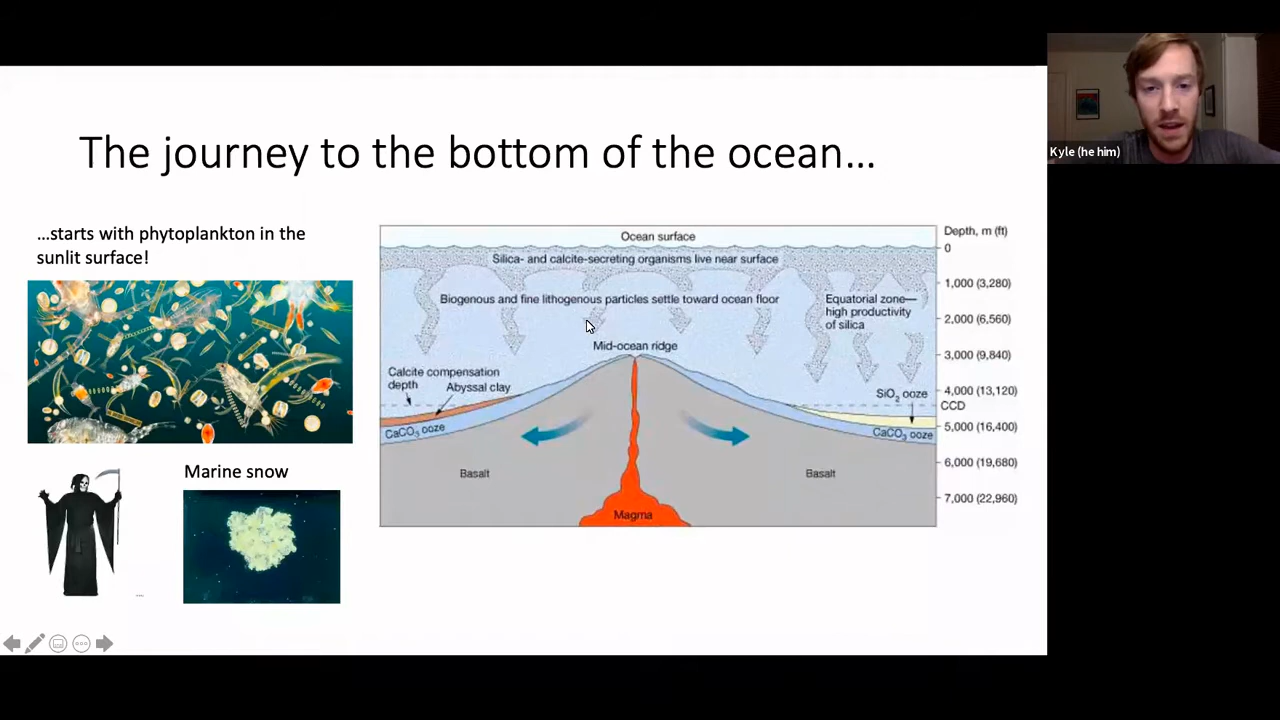 The journey to the bottom of the ocean…
Kyle (he him)
…starts with phytoplankton in the
sunlit surface!
Marine snow
Ocean surface
Silica- and calcite-secreting organisms live near surface
Biogenous and fine lithogenous particles settle toward ocean floor
Equatorial zone—
high productivity
of silica
Mid-ocean ridge
Calcite compensation
depth
Abyssal clay
CaCO₃ ooze
SiO₂ ooze
CaCO₃ ooze
Basalt
Basalt
Magma
Depth, m (ft)
0
1,000 (3,280)
2,000 (6,560)
3,000 (9,840)
4,000 (13,120)
CCD
5,000 (16,400)
6,000 (19,680)
7,000 (22,960)